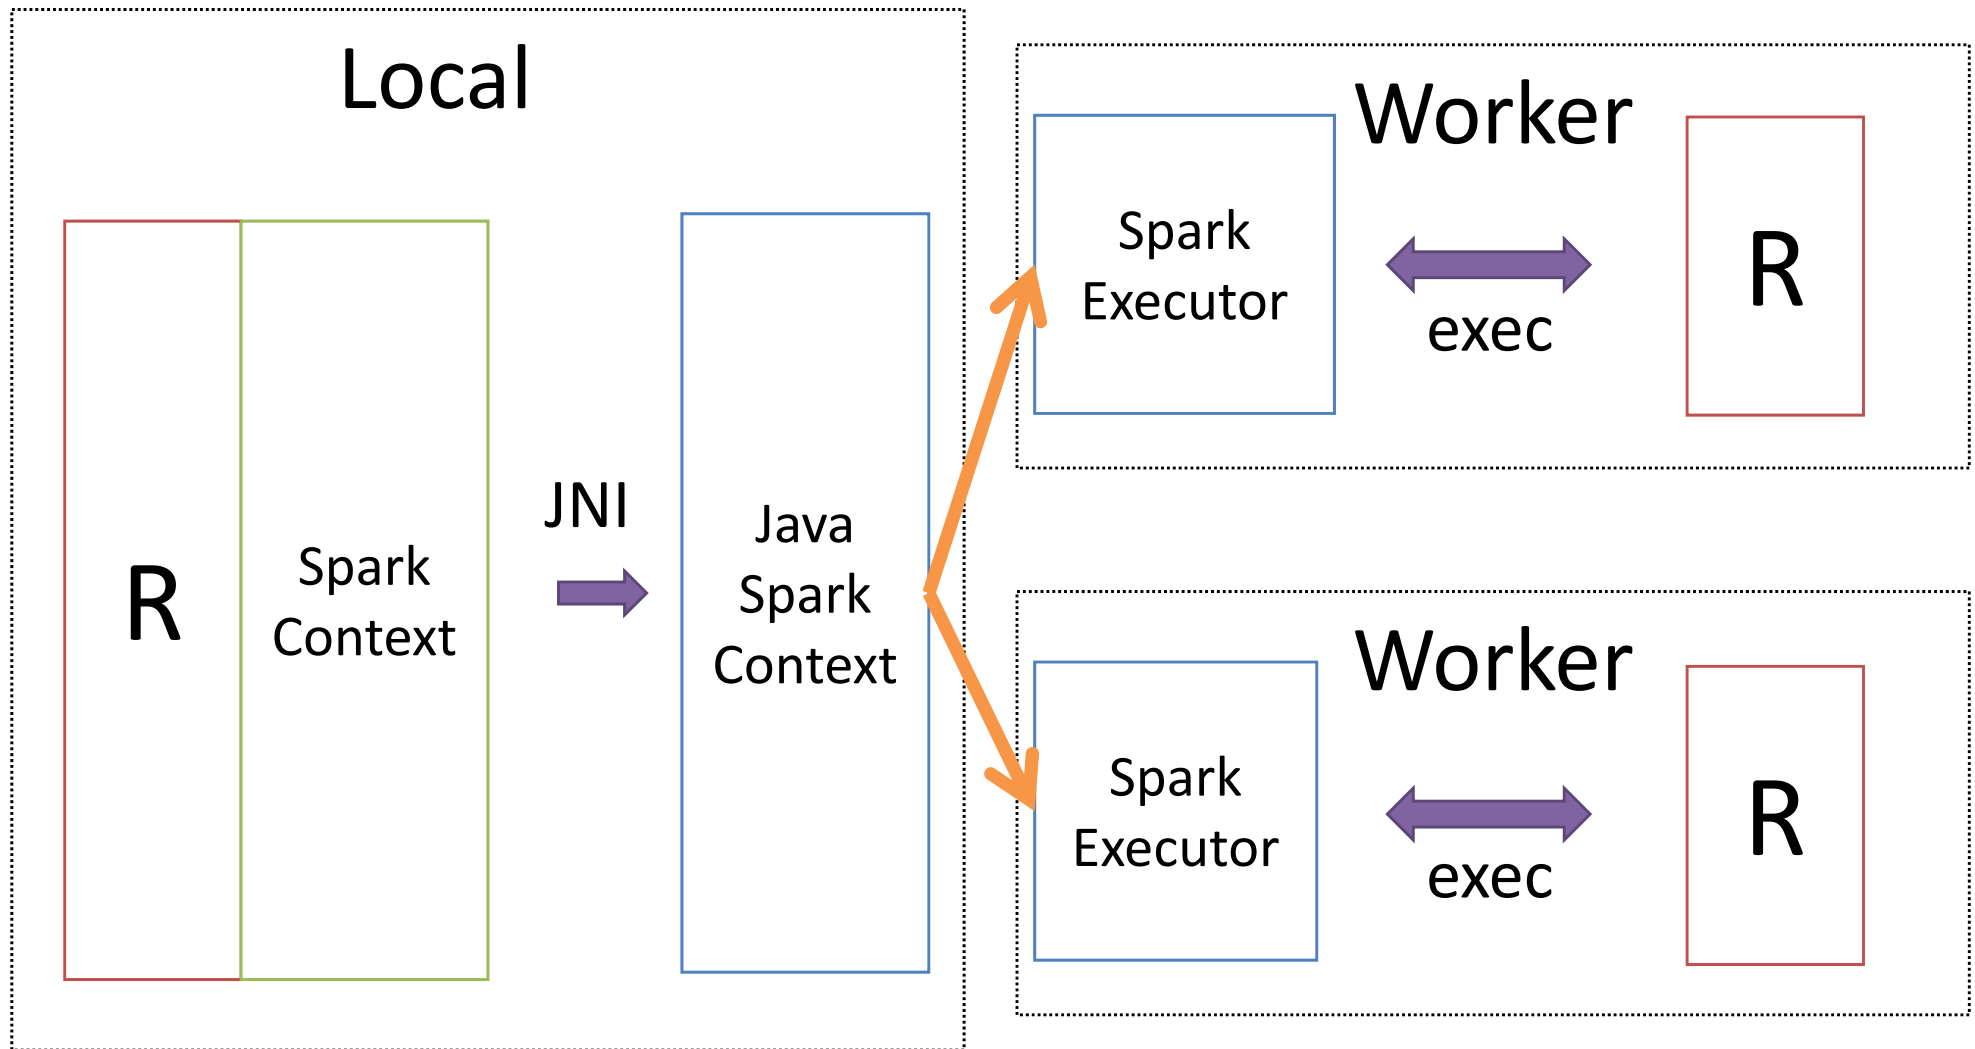 Local
R
Spark
Context
JNI
Java
Spark
Context
Worker
Spark
Executor
exec
R
Worker
Spark
Executor
exec
R